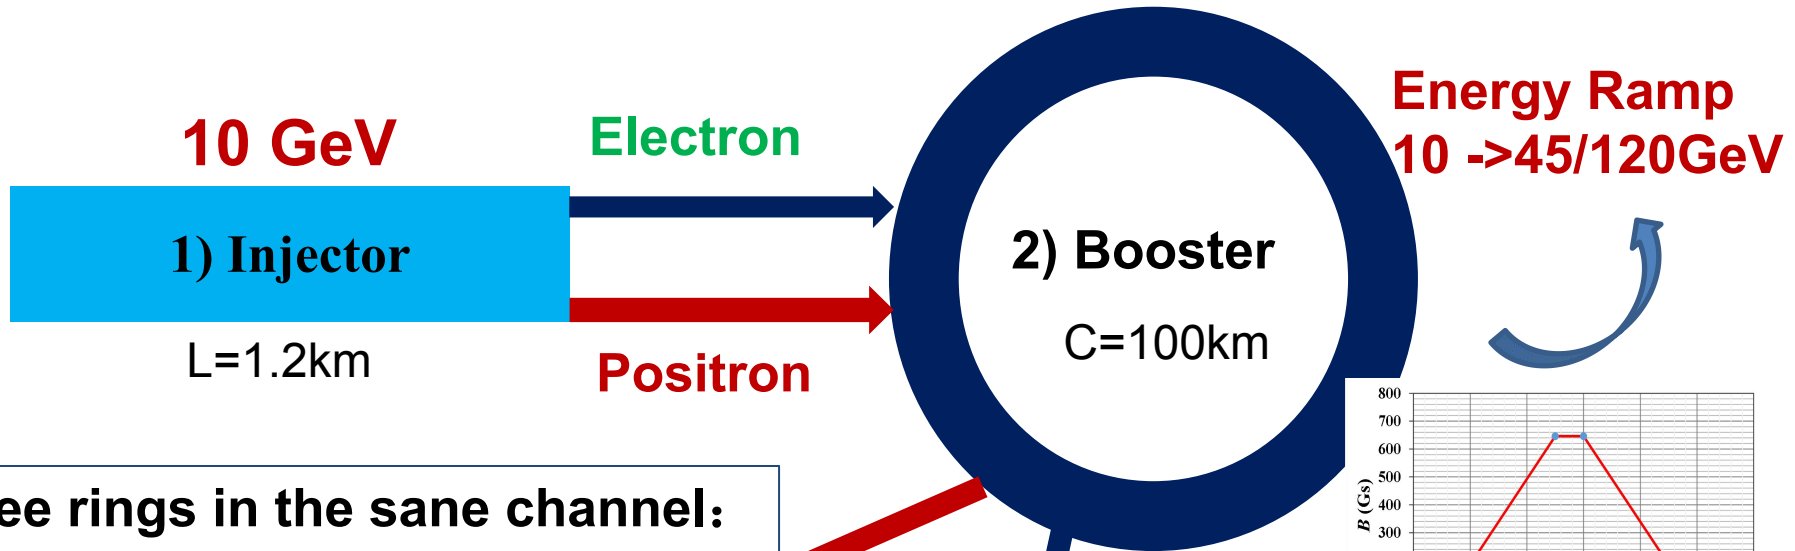 Energy Ramp
10 ->45/120GeV
10 GeV
Electron
1) Injector
2) Booster
L=1.2km
Positron
C=100km
ee rings in the sane channel：
800
700
600
500
400
300
B (Gs)